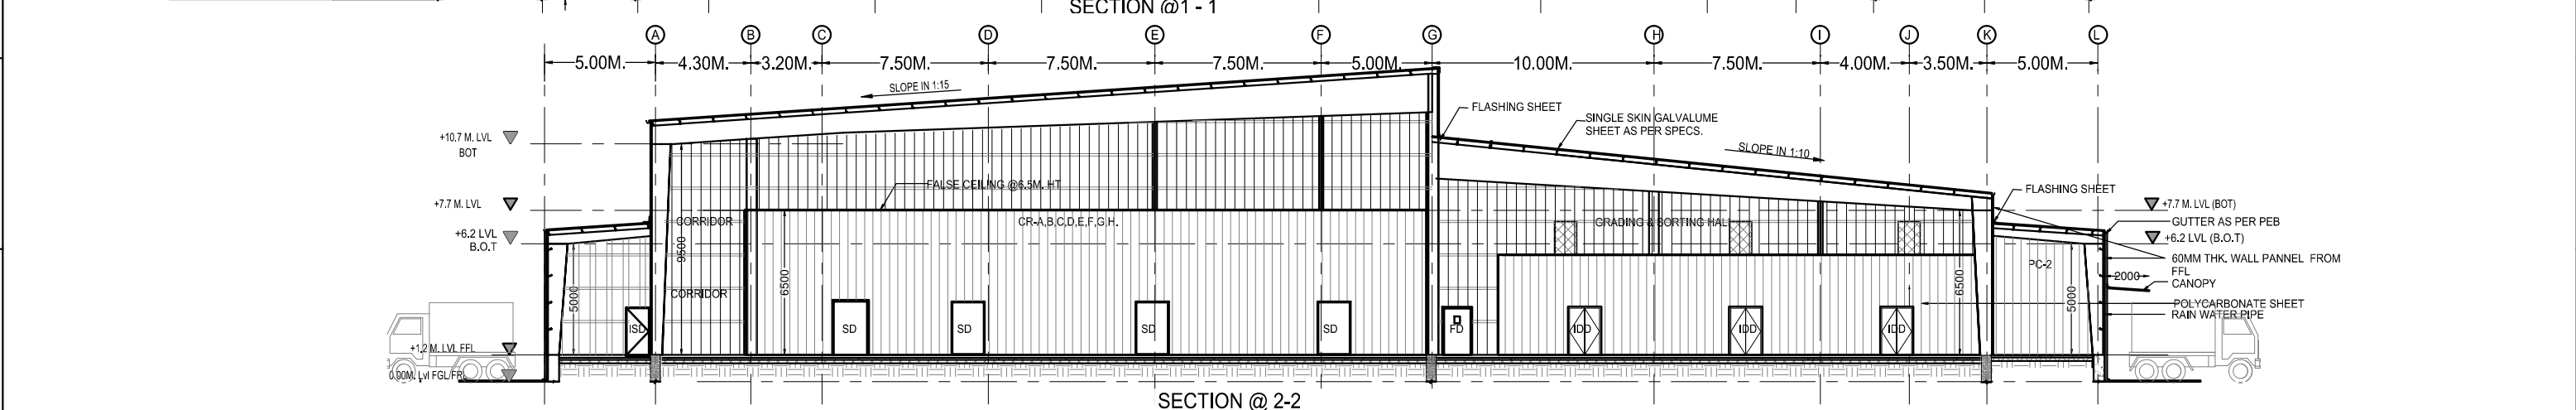 SECTION @1 - 1
A B C D E F G H I J K L
5.00M. 4.30M. 3.20M. 7.50M. 7.50M. 7.50M. 5.00M. 10.00M. 7.50M. 4.00M. 3.50M. 5.00M.
SLOPE IN 1:15
FLASHING SHEET
SINGLE SKIN GALVALUME
SHEET AS PER SPECS.
SLOPE IN 1:10
+10.7 M. LVL
BOT
FALSE CEILING @6.5M. HT
FLASHING SHEET
+7.7 M. LVL
+7.7 M. LVL (BOT)
CORRIDOR
CR-A,B,C,D,E,F,G,H.
GRADING & SORTING HALL
GUTTER AS PER PEB
+6.2 LVL
B.O.T
+6.2 LVL (B.O.T)
9500
60MM THK. WALL PANNEL FROM
FFL
PC-2
2000
CANOPY
5000
CORRIDOR
6500
6500
5000
POLYCARBONATE SHEET
RAIN WATER PIPE
ISD
SD
SD
SD
SD
FD
IDD
IDD
IDD
+1.2 M. LVL FFL
0.00M. Lvl FGL/FRL
SECTION @ 2-2